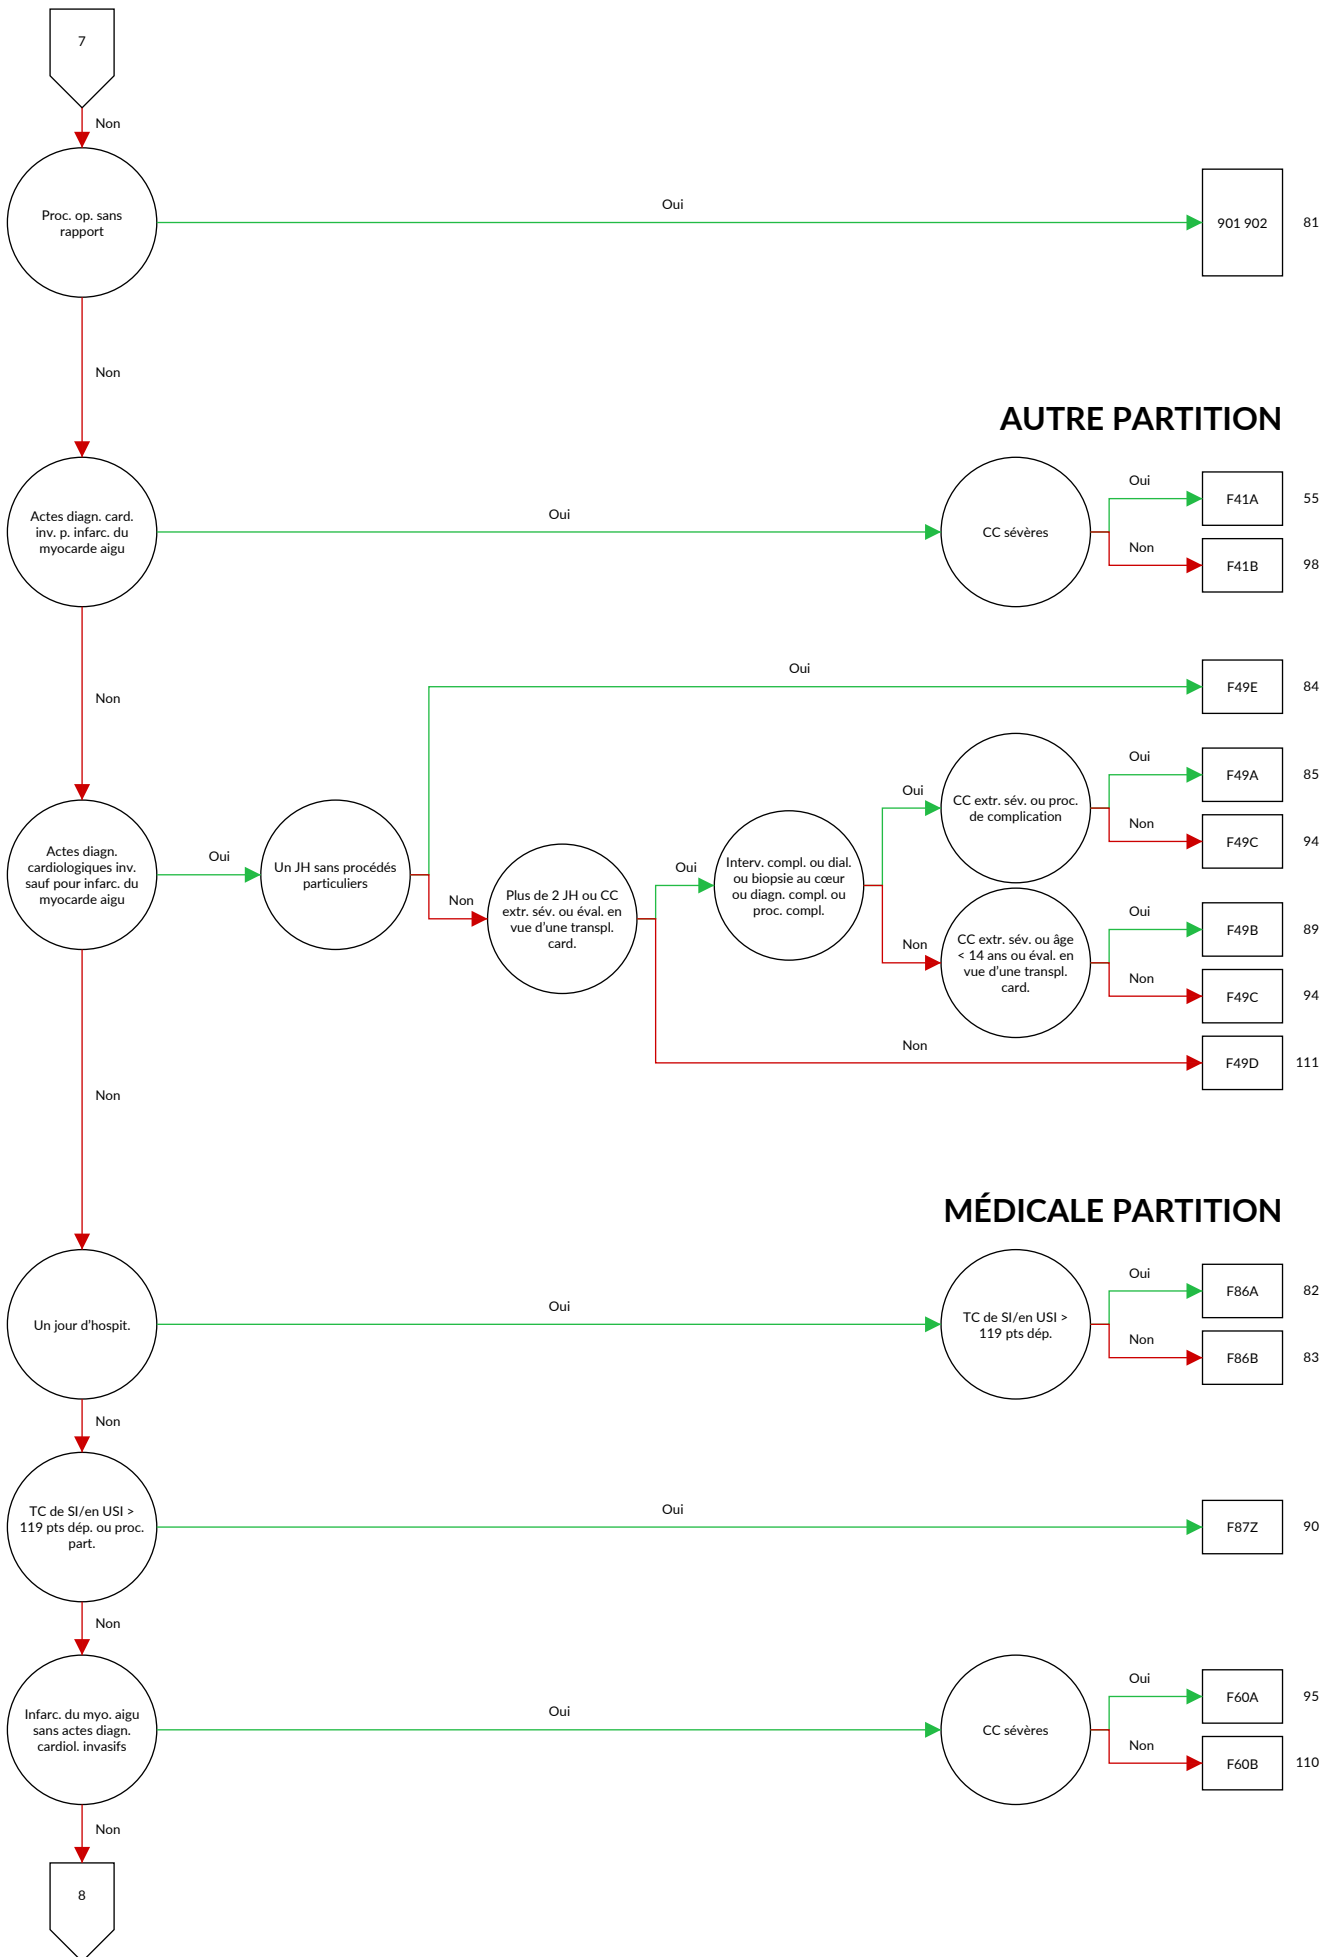 7
Non
Proc. op. sans
rapport
Oui
901 902
81
Non
AUTRE PARTITION
Actes diagn. card.
inv. p. infarc. du
myocarde aigu
Oui
CC sévères
Oui
F41A
55
Non
F41B
98
Non
Oui
F49E
84
Actes diagn.
cardiologiques inv.
sauf pour infarc. du
myocarde aigu
Oui
Un JH sans procédés
particuliers
Non
Plus de 2 JH ou CC
extr. sév. ou éval. en
vue d'une transpl.
card.
Oui
Interv. compl. ou dial.
ou biopsie au cœur
ou diagn. compl. ou
proc. compl.
Oui
CC extr. sév. ou proc.
de complication
Oui
F49A
85
Non
F49C
94
Non
CC extr. sév. ou âge
< 14 ans ou éval. en
vue d'une transpl.
card.
Oui
F49B
89
Non
F49C
94
Non
F49D
111
Non
MÉDICALE PARTITION
Un jour d'hospit.
Oui
TC de SI/en USI >
119 pts dép.
Oui
F86A
82
Non
F86B
83
Non
TC de SI/en USI >
119 pts dép. ou proc.
part.
Oui
F87Z
90
Non
Infarc. du myo. aigu
sans actes diagn.
cardiol. invasifs
Oui
CC sévères
Oui
F60A
95
Non
F60B
110
Non
8